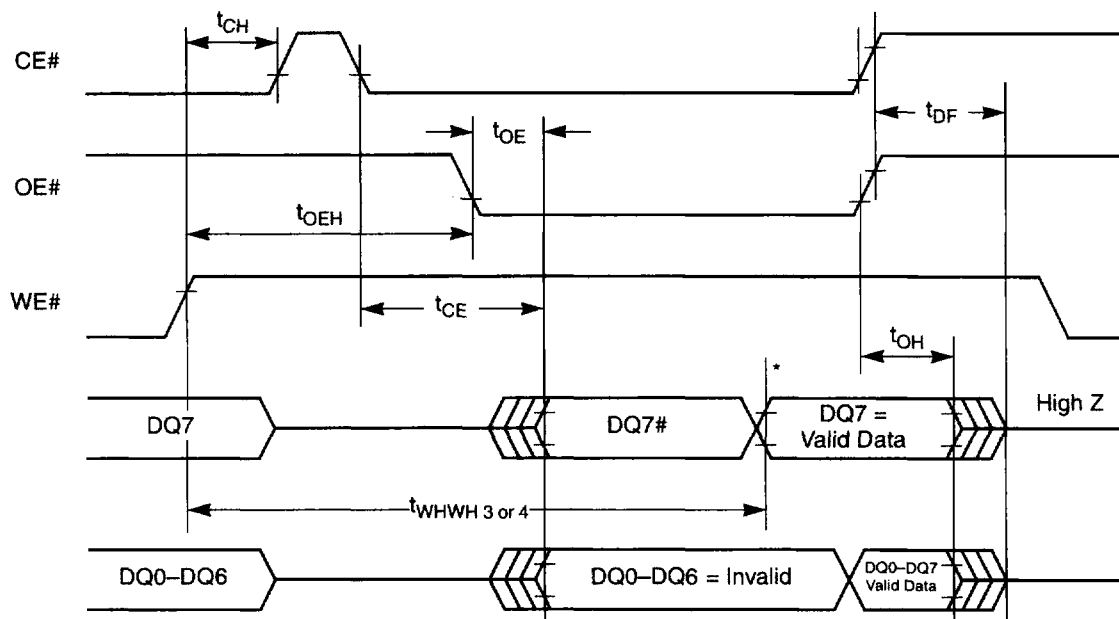 tCH
CE#
tOE
tDF
OE#
tOEH
WE#
tCE
tOH
*
DQ7
DQ7#
DQ7 =
Valid Data
High Z
tWHWH 3 or 4
DQ0–DQ6
DQ0–DQ6 = Invalid
DQ0–DQ7
Valid Data